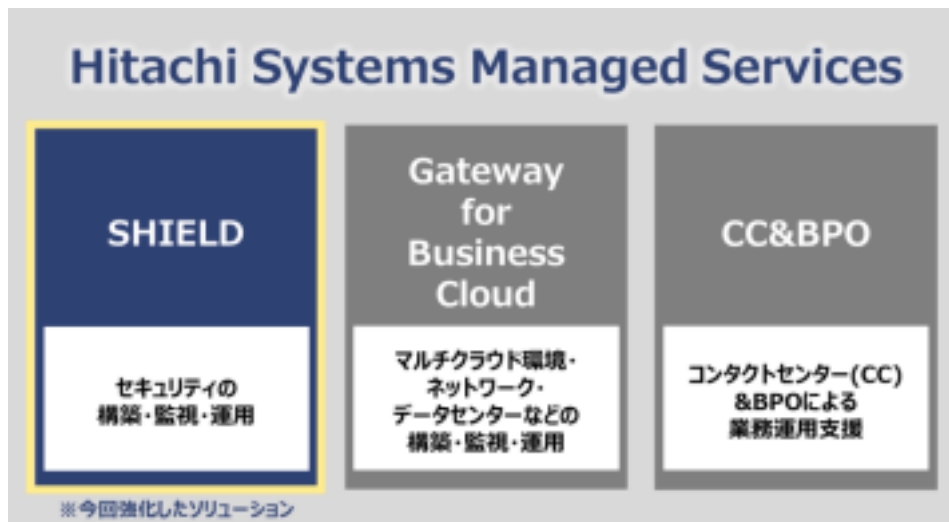 Hitachi Systems Managed Services
SHIELD
セキュリティの
構築・監視・運用
Gateway
for
Business
Cloud
マルチクラウド環境・
ネットワーク・
データセンターなどの
構築・監視・運用
CC&BPO
コンタクトセンター(CC)
&BPOによる
業務運用支援
※今回強化したソリューション